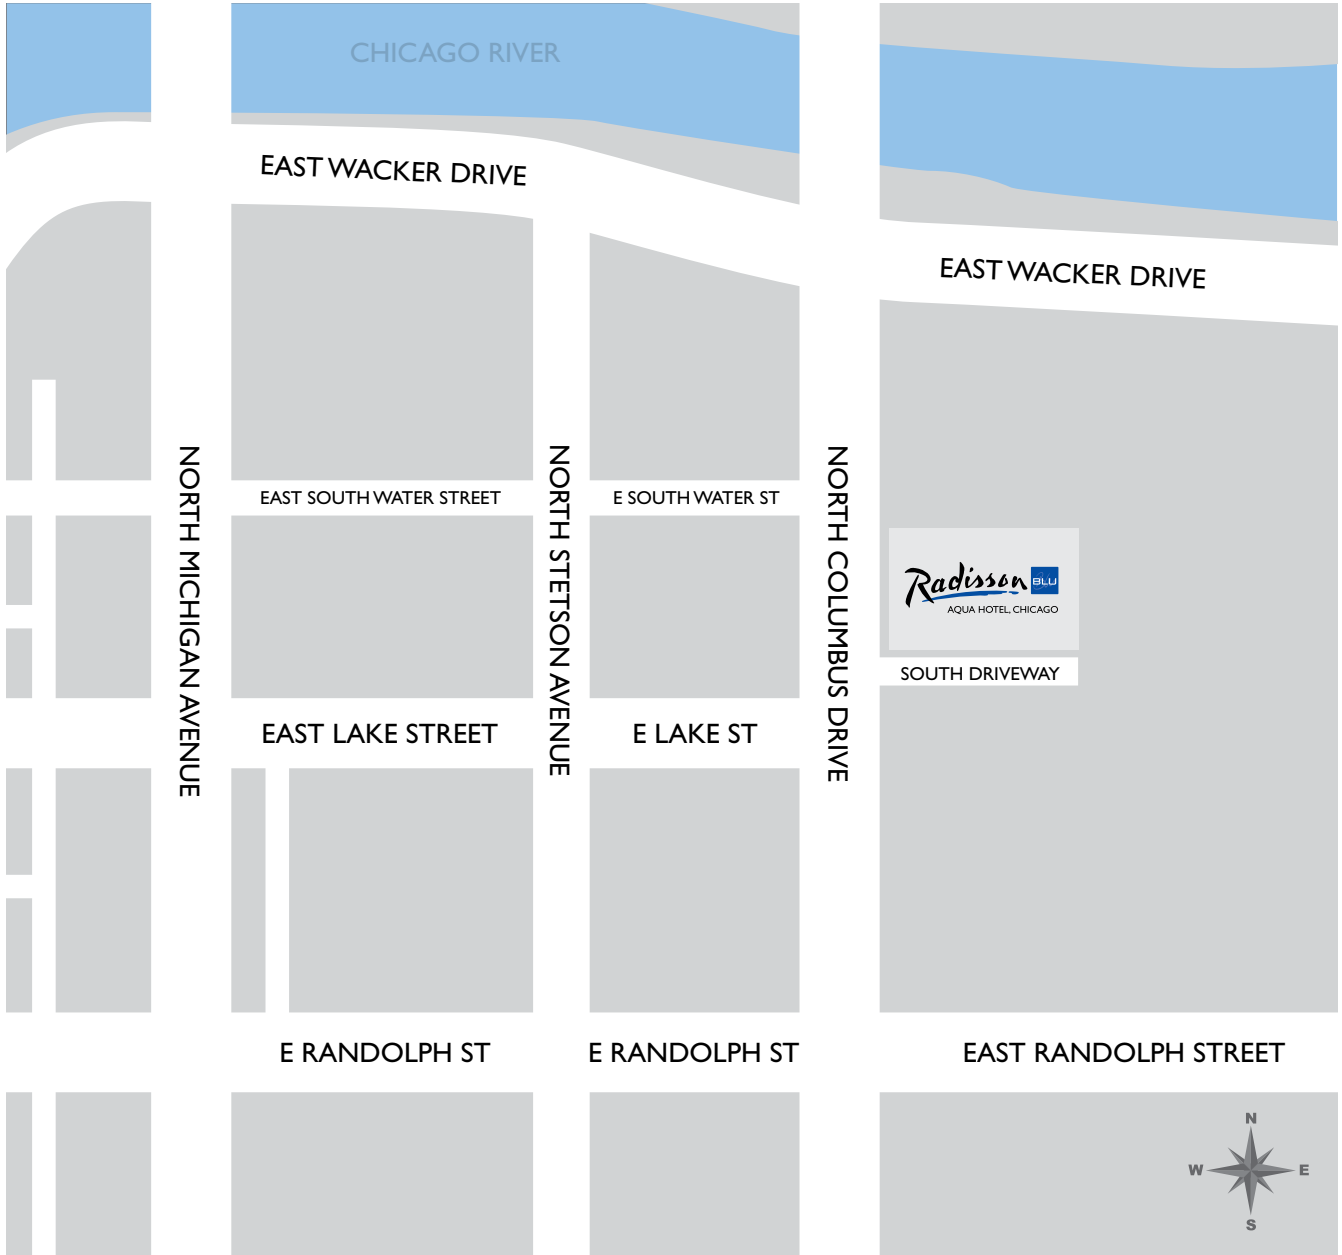 CHICAGO RIVER
EAST WACKER DRIVE
EAST WACKER DRIVE
NORTH MICHIGAN AVENUE
EAST SOUTH WATER STREET
NORTH STETSON AVENUE
E SOUTH WATER ST
NORTH COLUMBUS DRIVE
Radisson BLU
AQUA HOTEL, CHICAGO
SOUTH DRIVEWAY
EAST LAKE STREET
E LAKE ST
E RANDOLPH ST
E RANDOLPH ST
EAST RANDOLPH STREET
N
W E
S